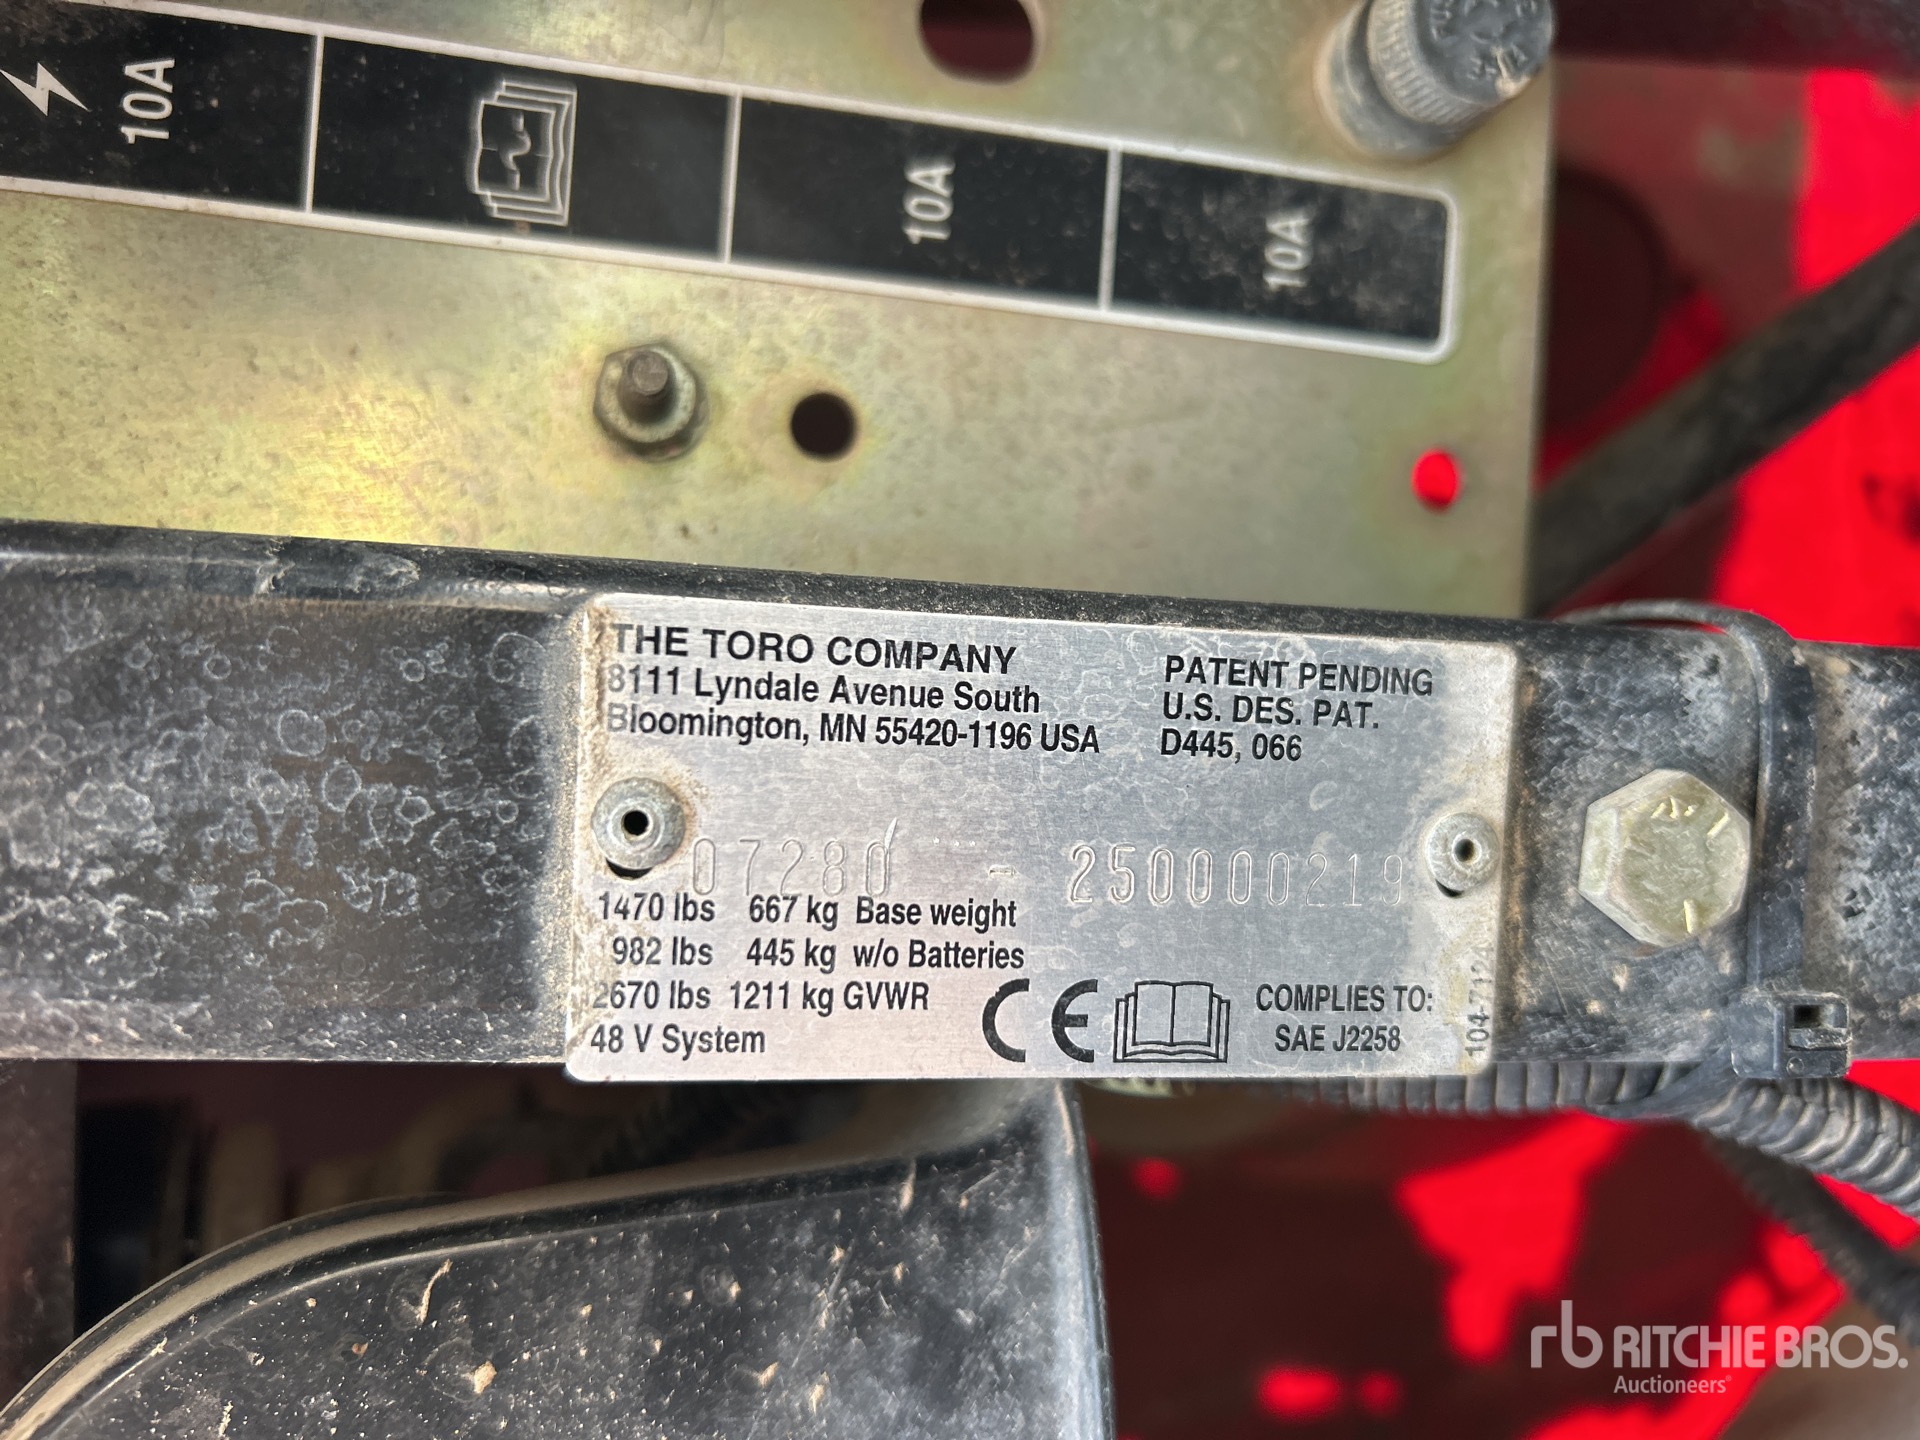 10A
10A
10A
THE TORO COMPANY
8111 Lyndale Avenue South
Bloomington, MN 55420-1196 USA
PATENT PENDING
U.S. DES. PAT.
D445, 066
07280 - 250000219
1470 lbs 667 kg Base weight
982 lbs 445 kg w/o Batteries
2670 lbs 1211 kg GVWR
48 V System
CE
COMPLIES TO:
SAE J2258
rb RITCHIE BROS.
Auctioneers